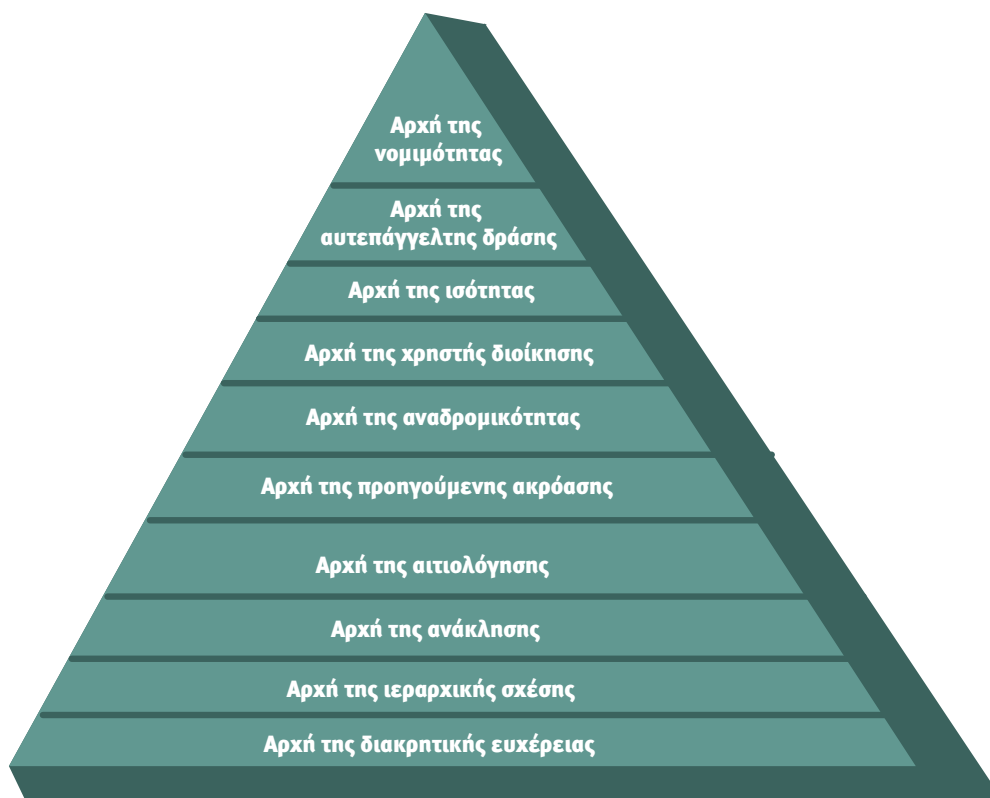 Αρχή της
νομιμότητας
Αρχή της
αυτεπάγγελτης δράσης
Αρχή της ισότητας
Αρχή της χρηστής διοίκησης
Αρχή της αναδρομικότητας
Αρχή της προηγούμενης ακρόασης
Αρχή της αιτιολόγησης
Αρχή της ανάκλησης
Αρχή της ιεραρχικής σχέσης
Αρχή της διακρητικής ευχέρειας